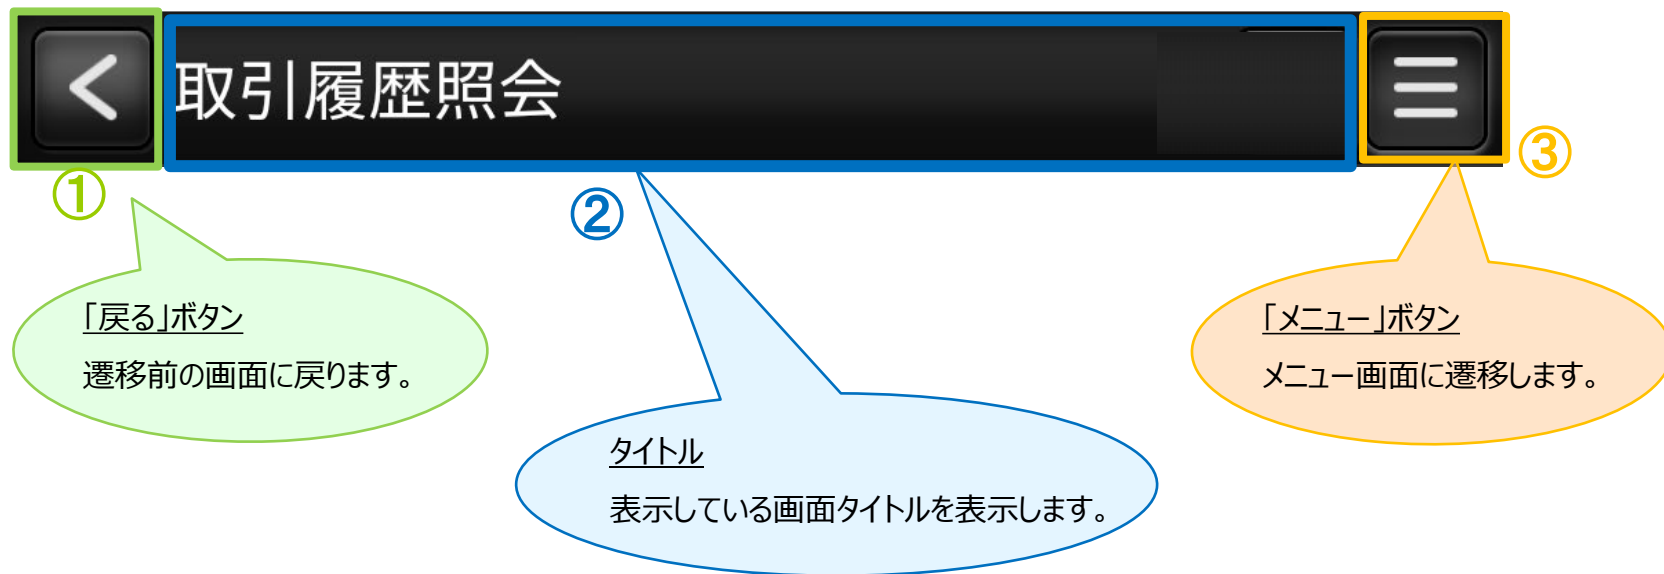 取引履歴照会
①
②
③
「戻る」ボタン
遷移前の画面に戻ります。
「メニュー」ボタン
メニュー画面に遷移します。
タイトル
表示している画面タイトルを表示します。